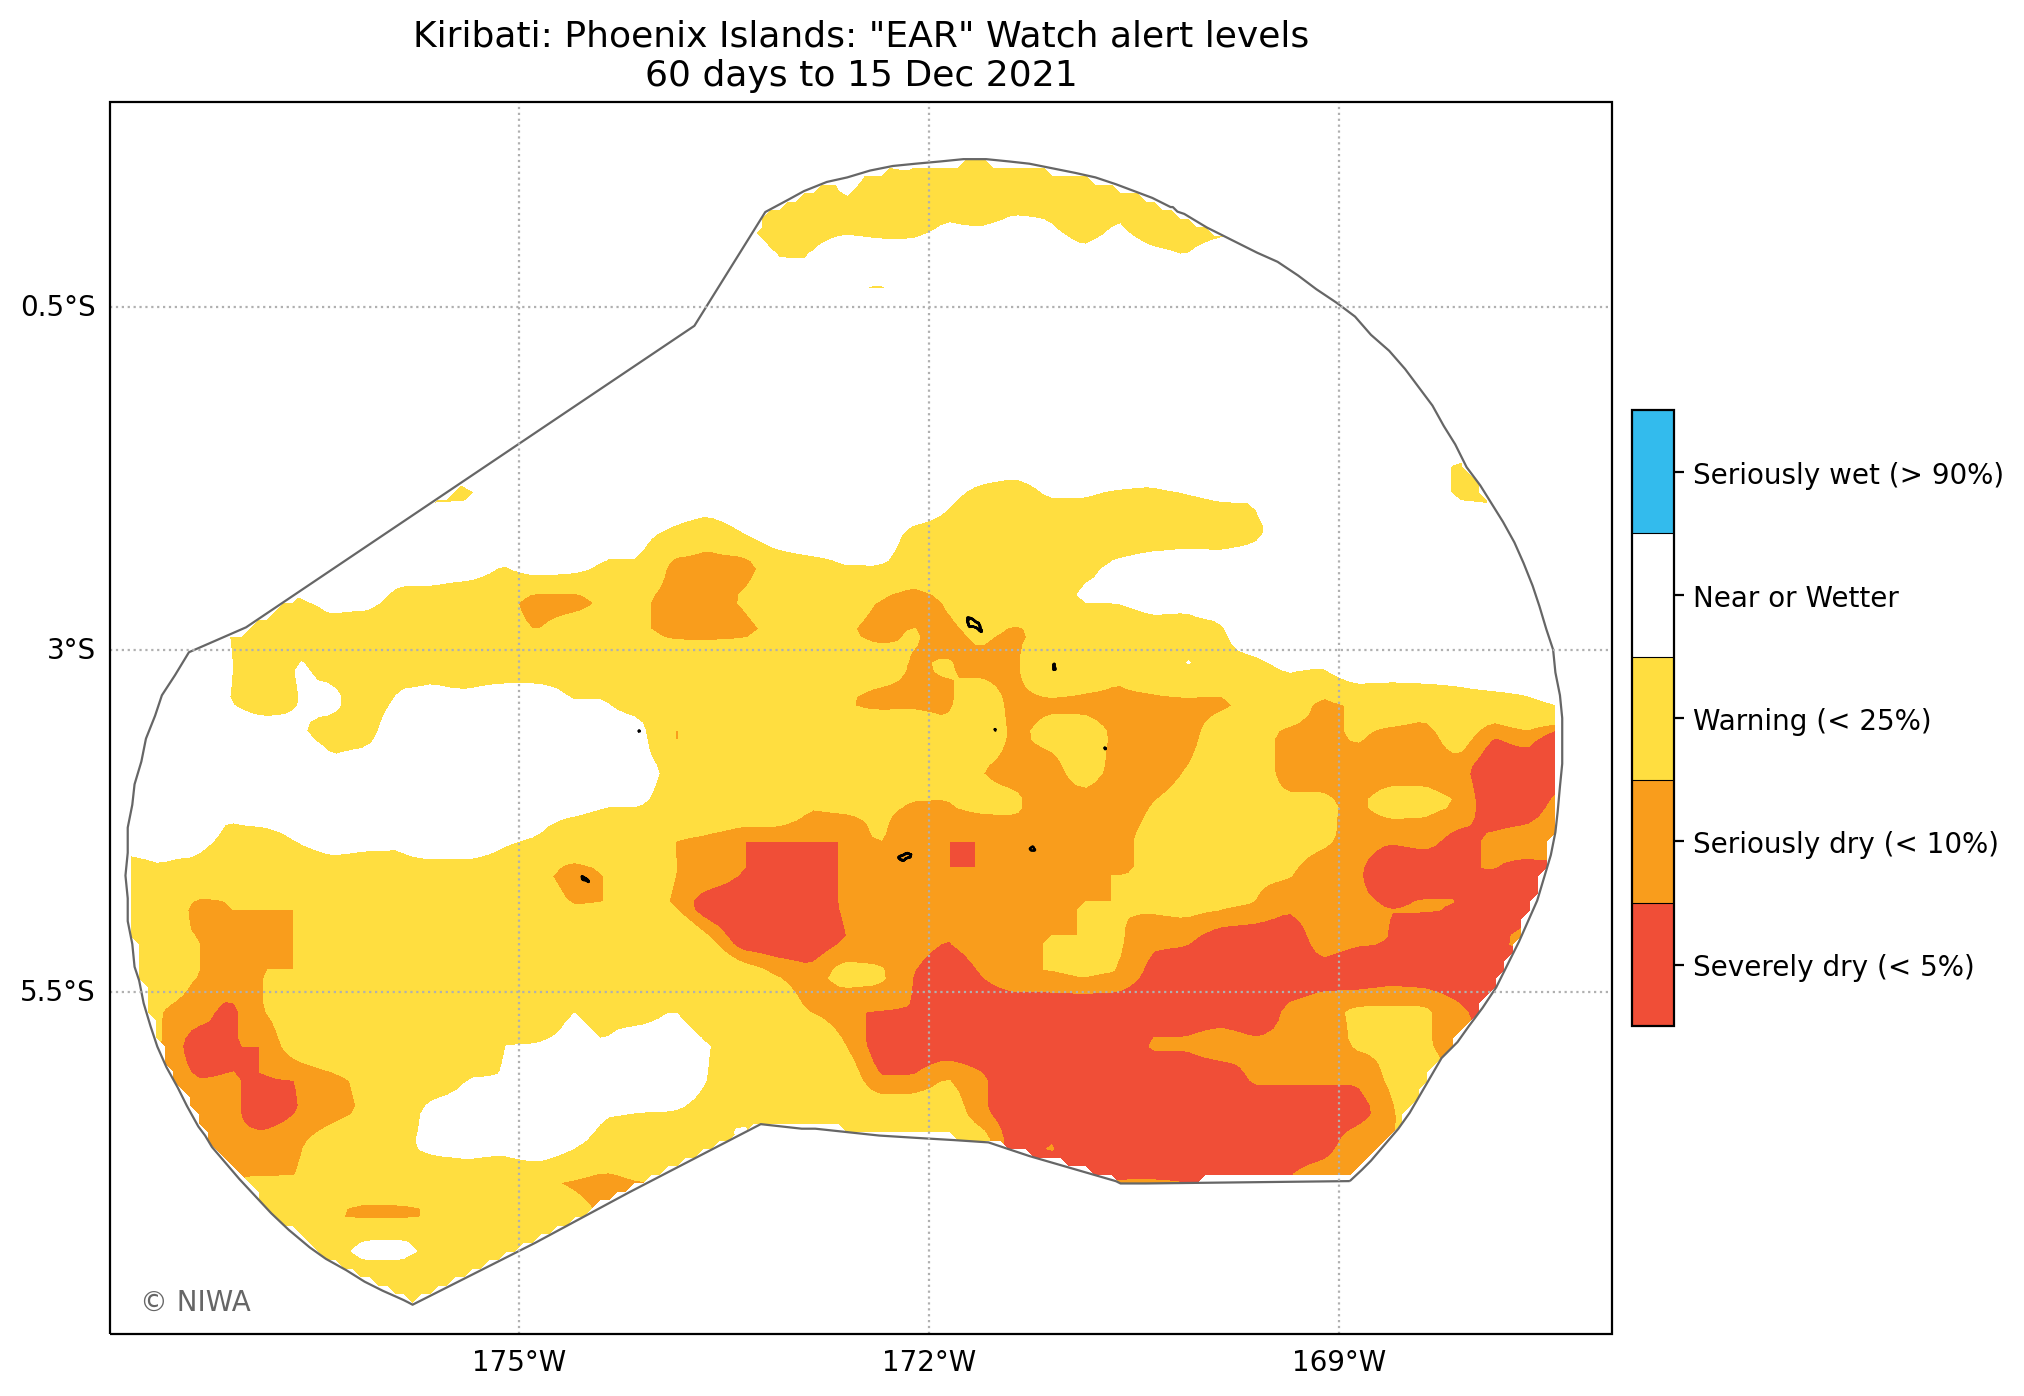 Kiribati: Phoenix Islands: "EAR" Watch alert levels
60 days to 15 Dec 2021
0.5°S
3°S
5.5°S
175°W
172°W
169°W
Seriously wet (> 90%)
Near or Wetter
Warning (< 25%)
Seriously dry (< 10%)
Severely dry (< 5%)
© NIWA